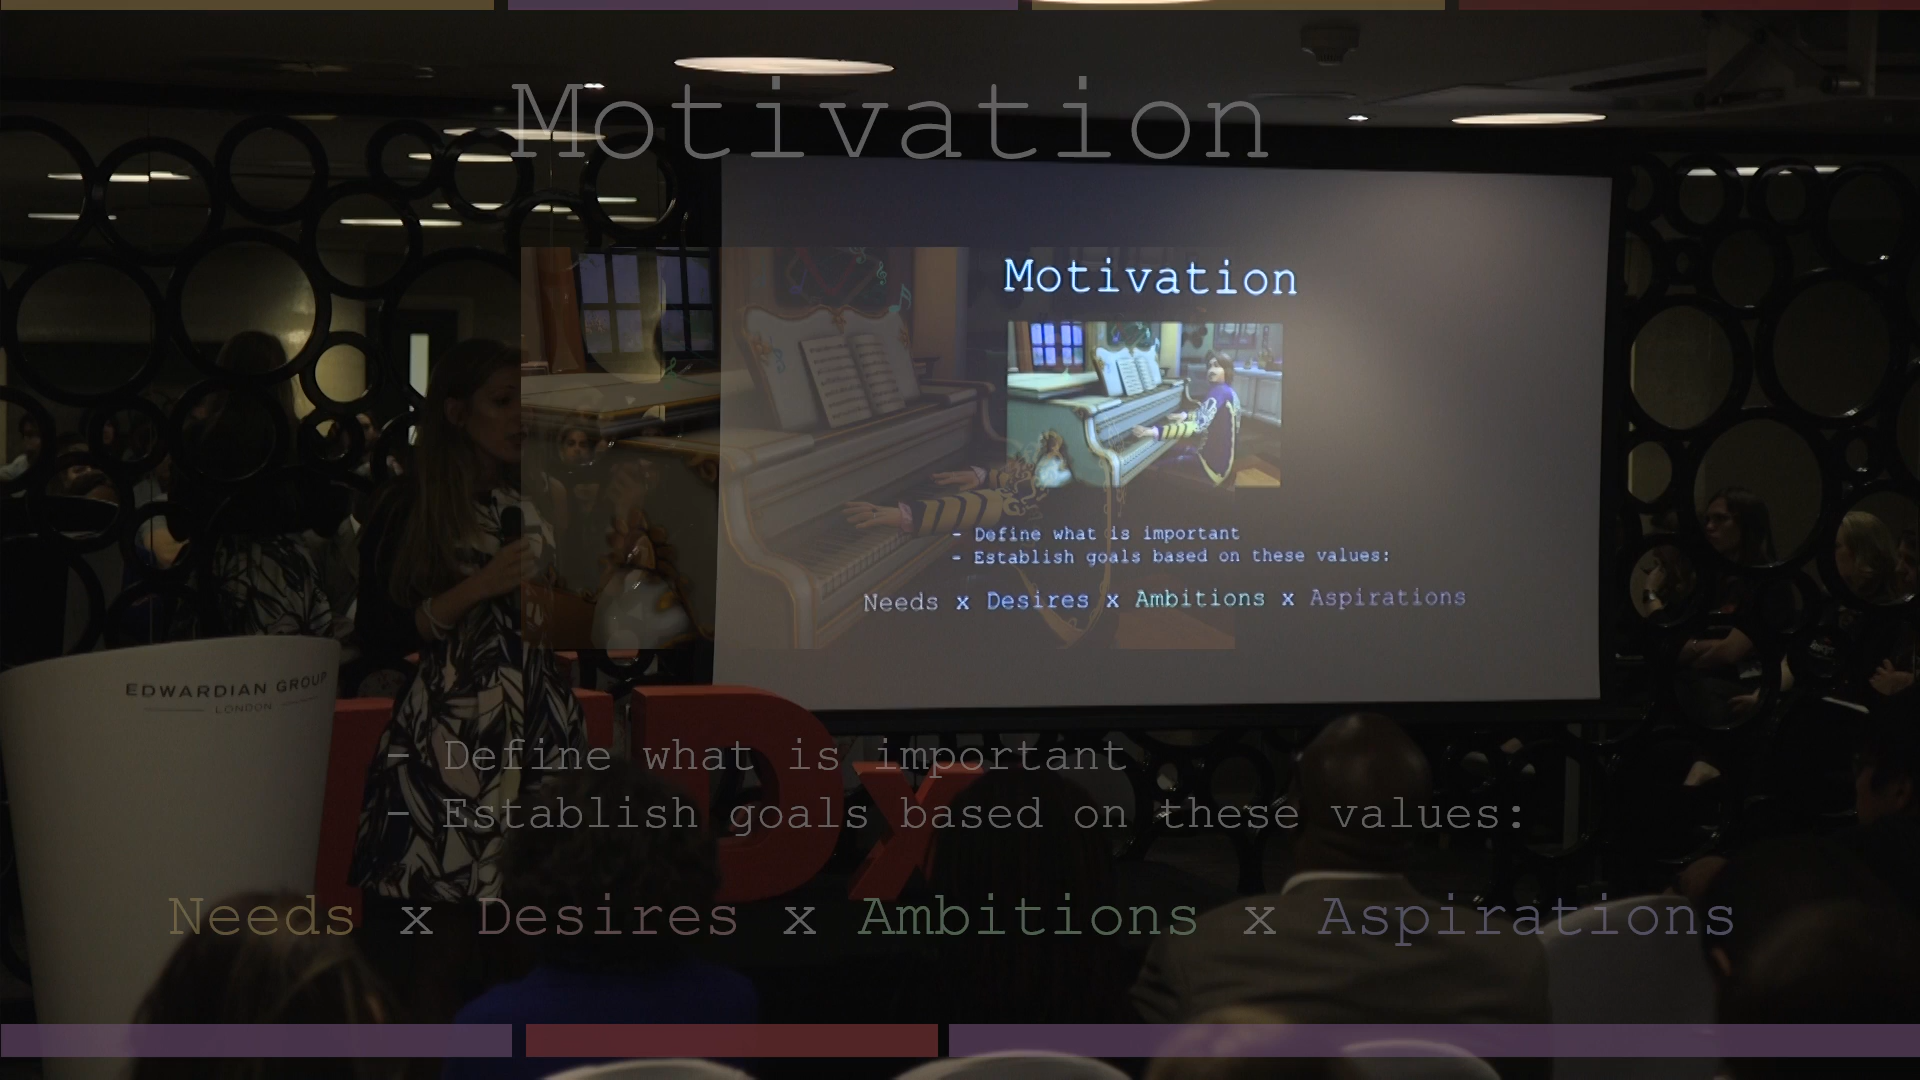 Motivation
Motivation
- Define what is important
- Establish goals based on these values:
Needs x Desires x Ambitions x Aspirations
EDWARDIAN GROUP
LONDON
TEDx
- Define what is important
- Establish goals based on these values:
Needs x Desires x Ambitions x Aspirations